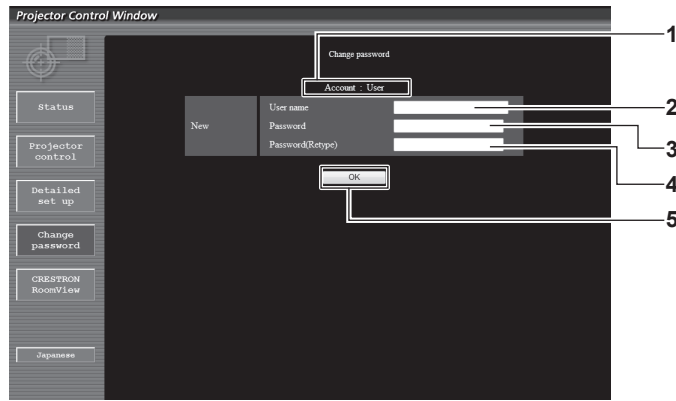 Projector Control Window
Change password
Account : User
New
User name
Password
Password(Retype)
OK
Status
Projector
control
Detailed
set up
Change
password
CRESTRON
RoomView
Japanese
1
2
3
4
5